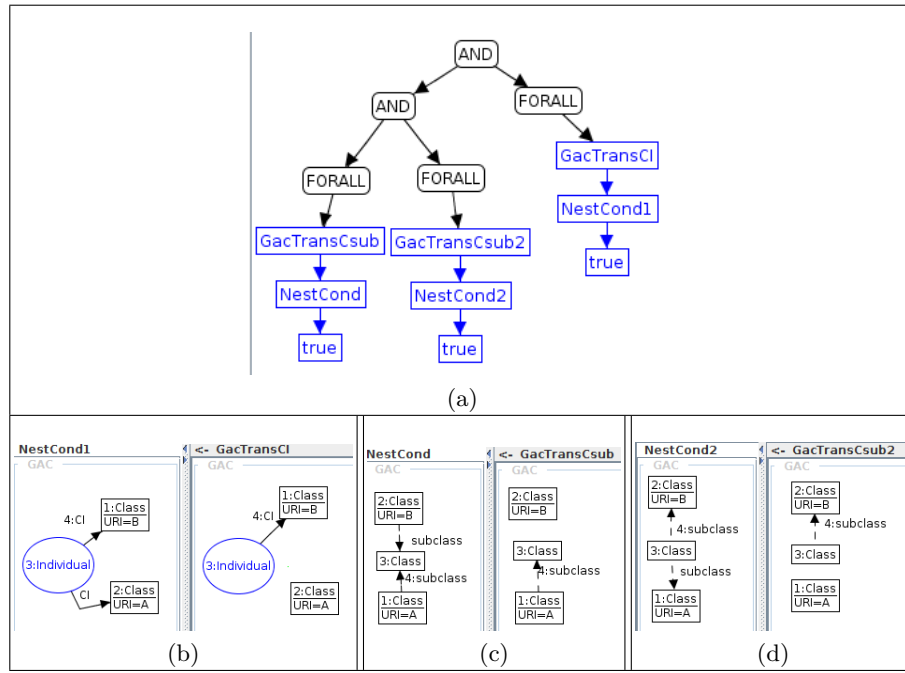 AND
AND
FORALL
GacTransCI
FORALL
FORALL
NestCond1
GacTransCsub
GacTransCsub2
true
NestCond
NestCond2
true
true
(a)
NestCond1
<- GacTransCI
GAC
GAC
4:CI
1:Class
URI=B
3:Individual
CI
2:Class
URI=A
4:CI
1:Class
URI=B
3:Individual
2:Class
URI=A
(b)
NestCond
<- GacTransCsub
GAC
GAC
2:Class
URI=B
subclass
3:Class
4:subclass
1:Class
URI=A
2:Class
URI=B
3:Class
4:subclass
1:Class
URI=A
(c)
NestCond2
<- GacTransCsub2
GAC
GAC
2:Class
URI=B
4:subclass
3:Class
subclass
1:Class
URI=A
2:Class
URI=B
4:subclass
3:Class
1:Class
URI=A
(d)